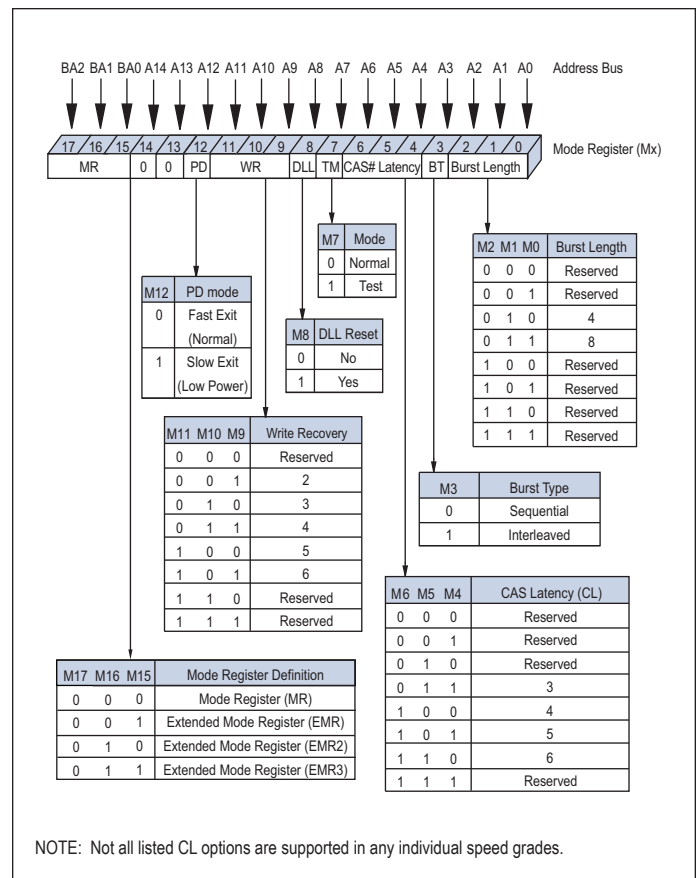 BA2 BA1 BA0 A14 A13 A12 A11 A10 A9 A8 A7 A6 A5 A4 A3 A2 A1 A0 Address Bus
17 16 15 14 13 12 11 10 9 8 7 6 5 4 3 2 1 0 Mode Register (Mx)
MR 0 0 PD WR DLL TM CAS# Latency BT Burst Length
M7 Mode
0 Normal
1 Test
M2 M1 M0 Burst Length
0 0 0 Reserved
0 0 1 Reserved
0 1 0 4
0 1 1 8
1 0 0 Reserved
1 0 1 Reserved
1 1 0 Reserved
1 1 1 Reserved
M12 PD mode
0 Fast Exit
(Normal)
1 Slow Exit
(Low Power)
M8 DLL Reset
0 No
1 Yes
M11 M10 M9 Write Recovery
0 0 0 Reserved
0 0 1 2
0 1 0 3
0 1 1 4
1 0 0 5
1 0 1 6
1 1 0 Reserved
1 1 1 Reserved
M3 Burst Type
0 Sequential
1 Interleaved
M6 M5 M4 CAS Latency (CL)
0 0 0 Reserved
0 0 1 Reserved
0 1 0 Reserved
0 1 1 3
1 0 0 4
1 0 1 5
1 1 0 6
1 1 1 Reserved
M17 M16 M15 Mode Register Definition
0 0 0 Mode Register (MR)
0 0 1 Extended Mode Register (EMR)
0 1 0 Extended Mode Register (EMR2)
0 1 1 Extended Mode Register (EMR3)
NOTE: Not all listed CL options are supported in any individual speed grades.